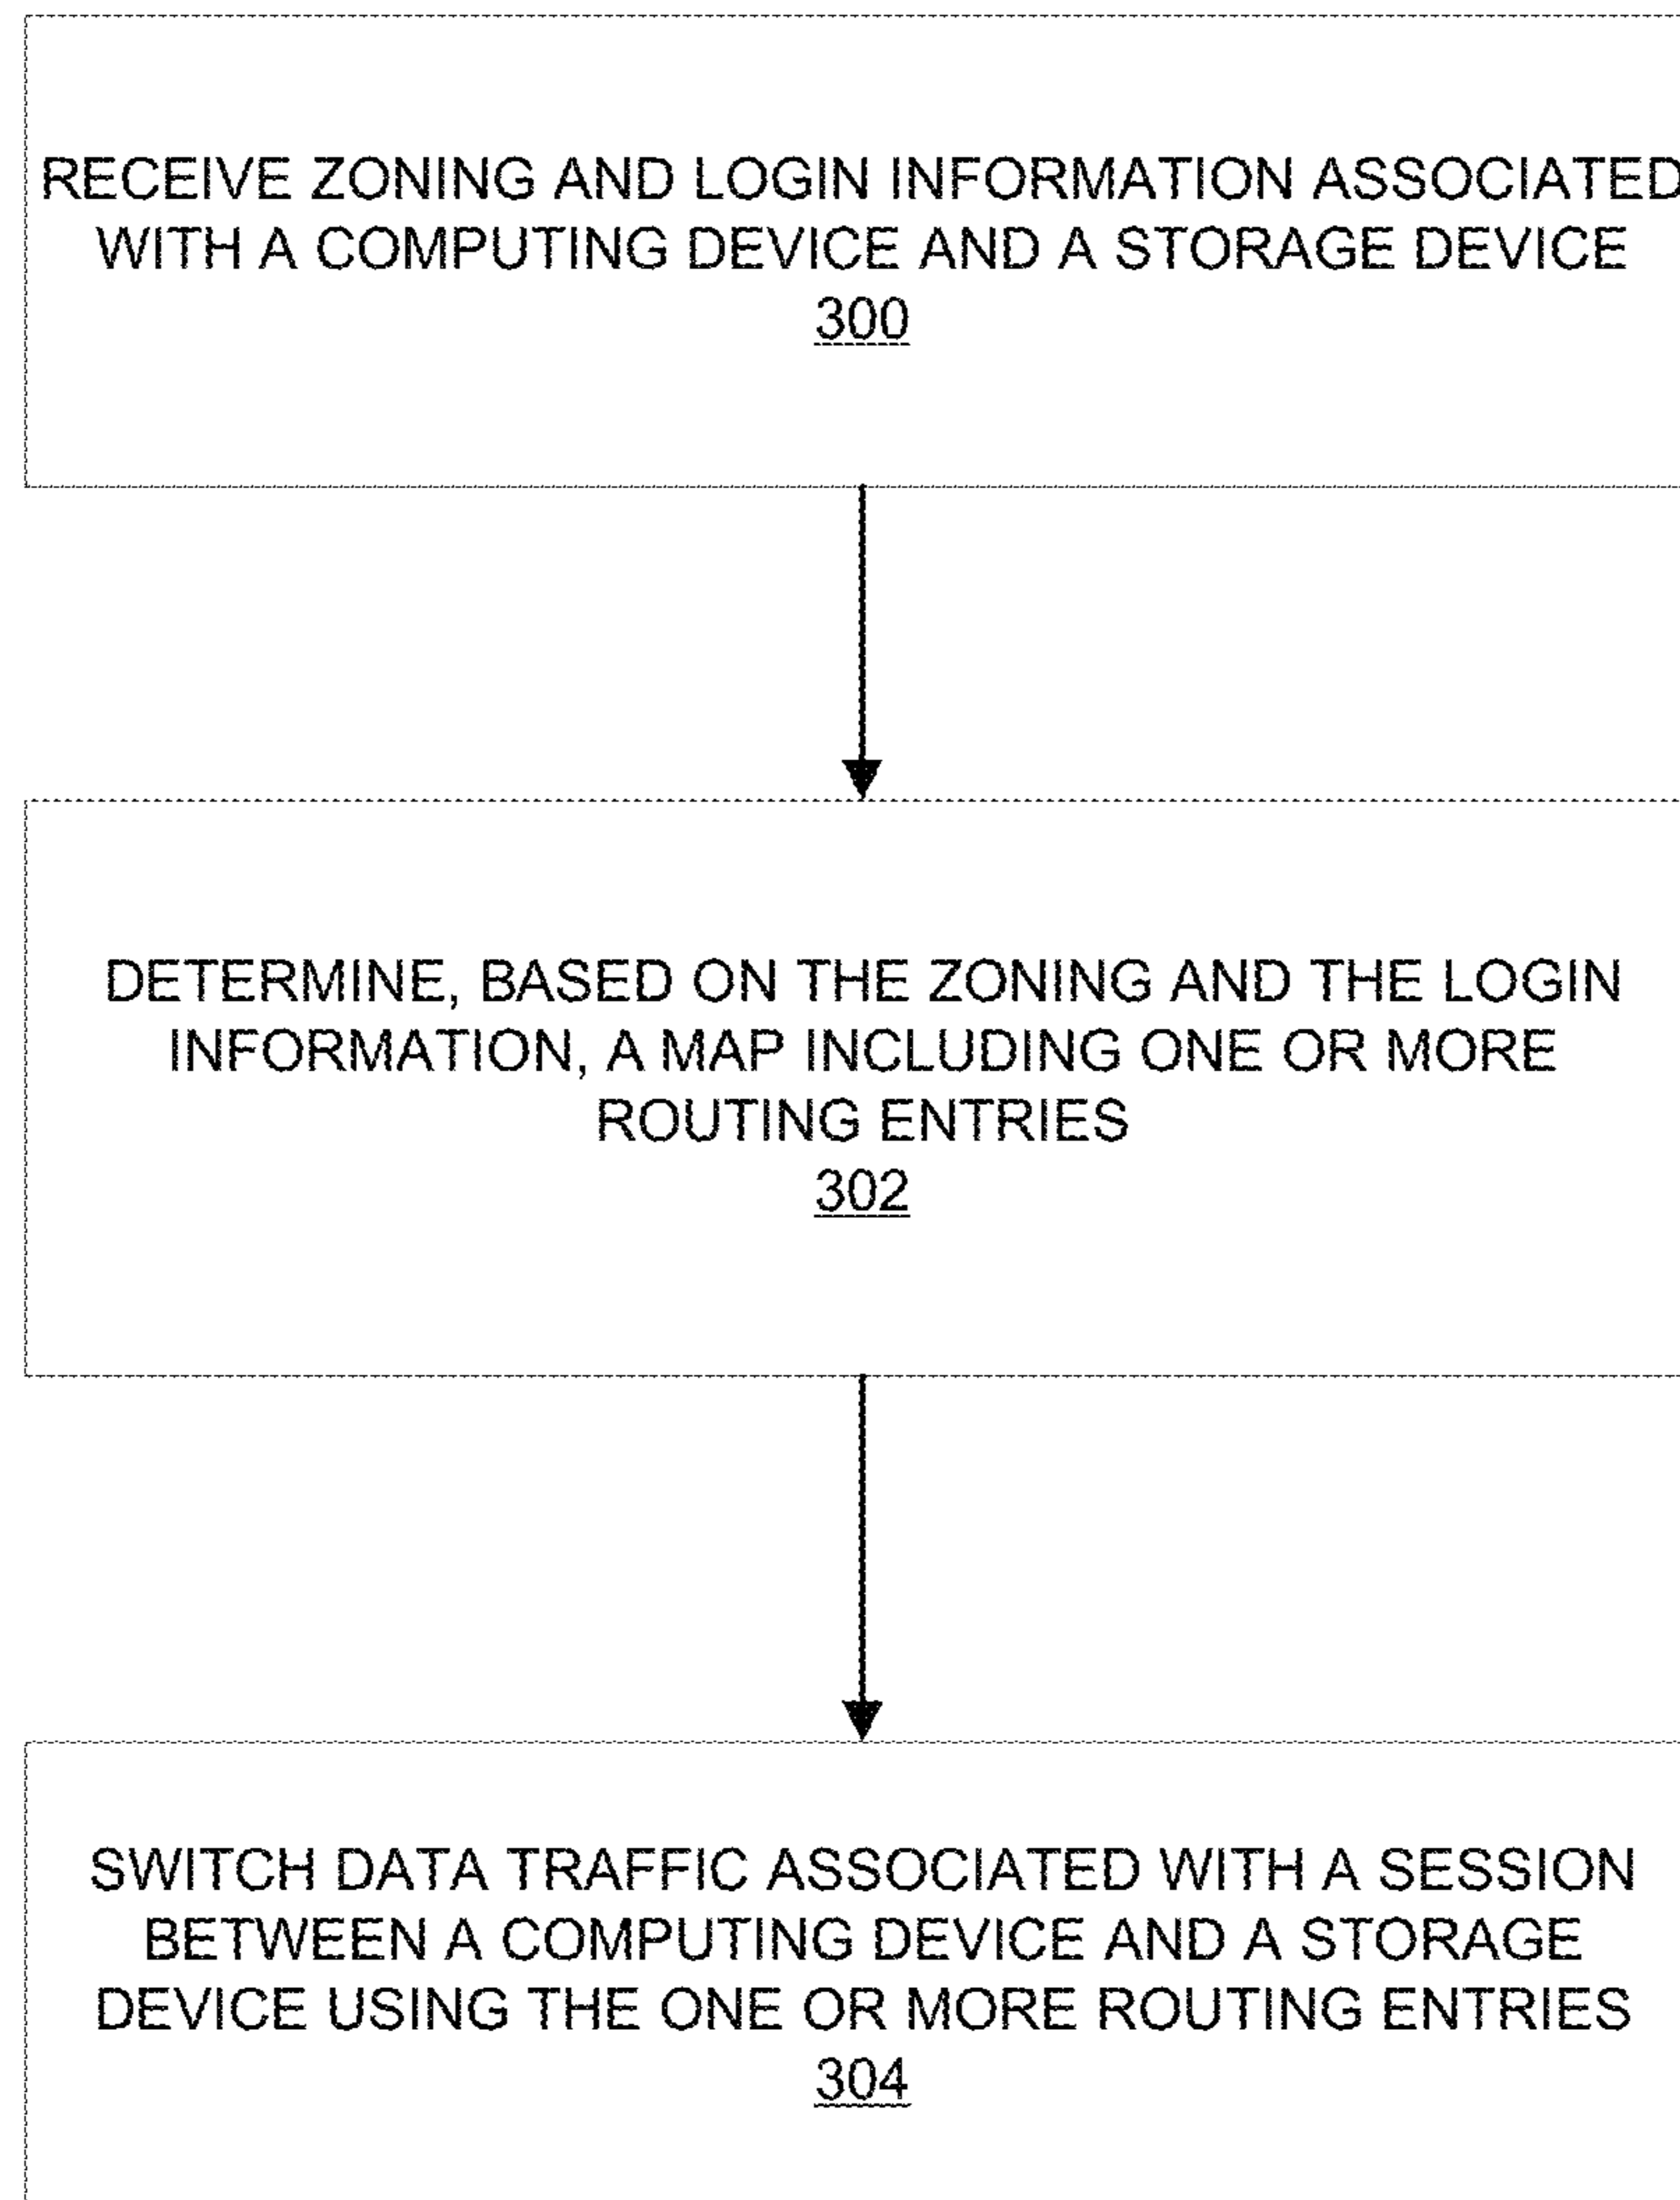 RECEIVE ZONING AND LOGIN INFORMATION ASSOCIATED
WITH A COMPUTING DEVICE AND A STORAGE DEVICE
300
DETERMINE, BASED ON THE ZONING AND THE LOGIN
INFORMATION, A MAP INCLUDING ONE OR MORE
ROUTING ENTRIES
302
SWITCH DATA TRAFFIC ASSOCIATED WITH A SESSION
BETWEEN A COMPUTING DEVICE AND A STORAGE
DEVICE USING THE ONE OR MORE ROUTING ENTRIES
304